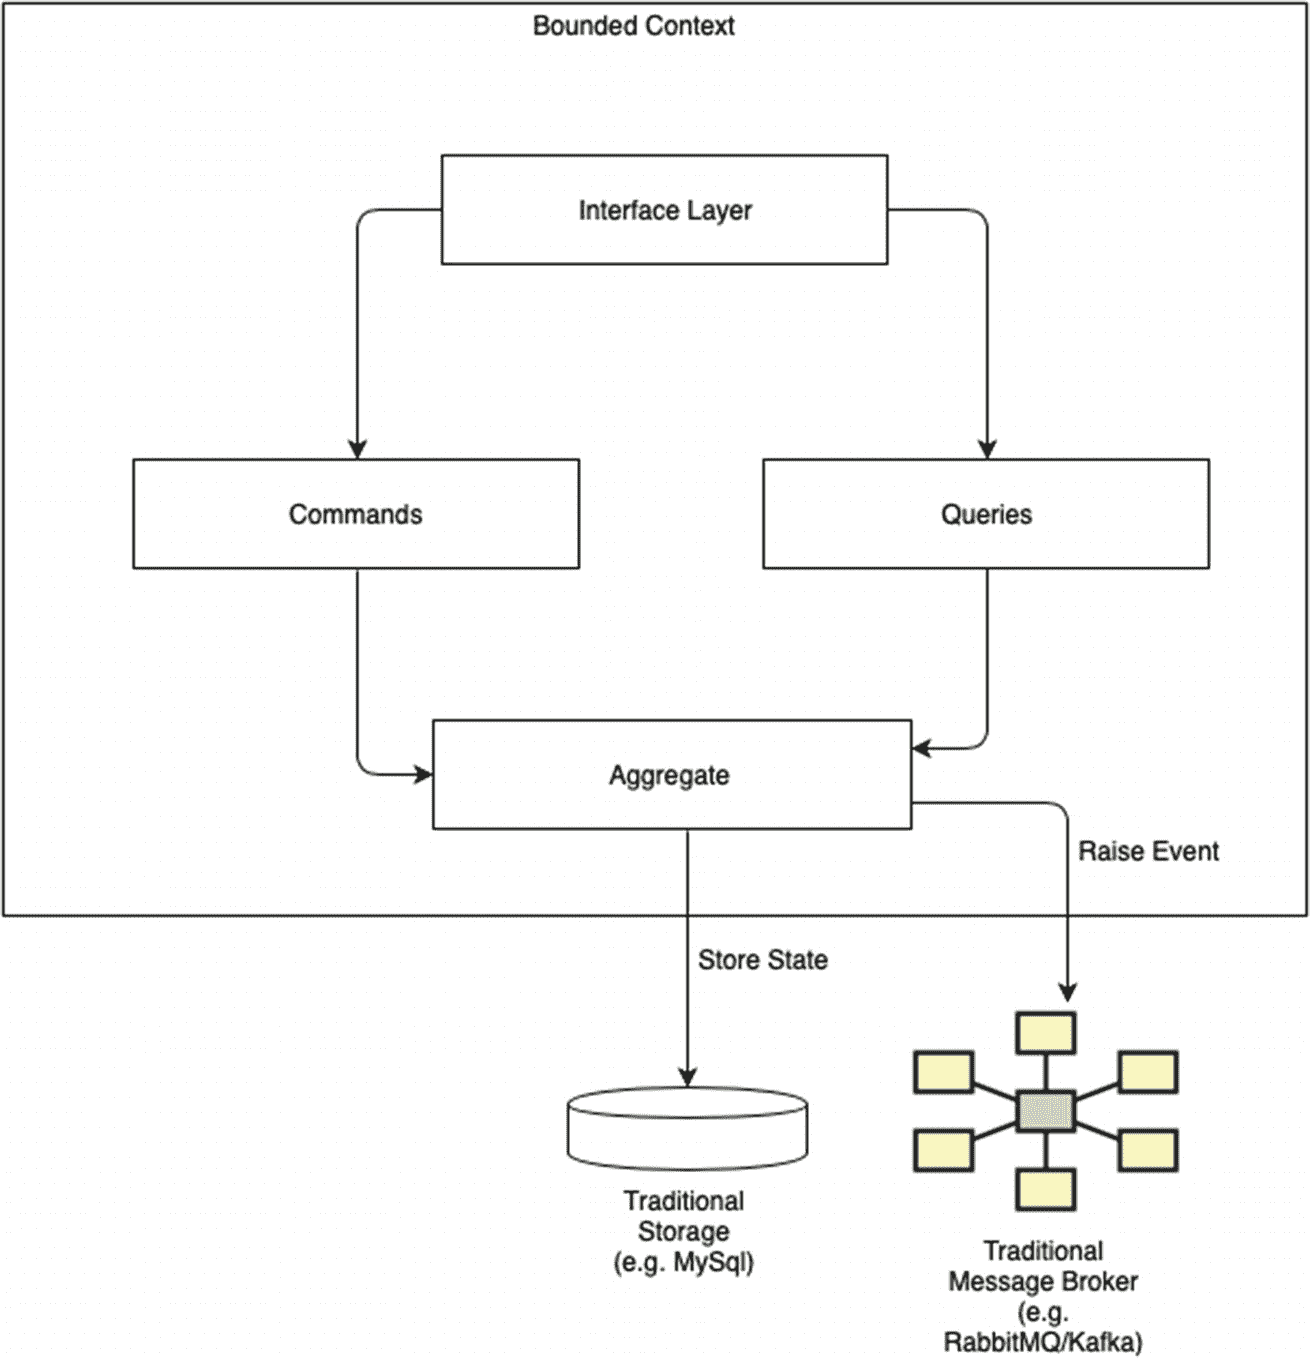 Bounded Context
Interface Layer
Commands
Queries
Aggregate
Raise Event
Store State
Traditional
Storage
(e.g. MySql)
Traditional
Message Broker
(e.g.
RabbitMQ/Kafka)